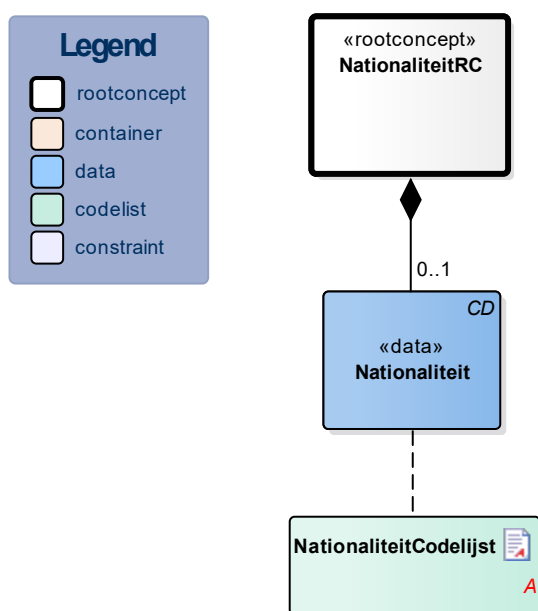 Legend
rootconcept
container
data
codelist
constraint
«rootconcept»
NationaliteitRC
0..1
CD
«data»
Nationaliteit
NationaliteitCodelijst
A